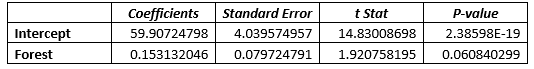 Coefficients Standard Error t Stat P-value
Intercept 59.90724798 4.039574957 14.83008698 2.38598E-19
Forest 0.153132046 0.079724791 1.920758195 0.060840299